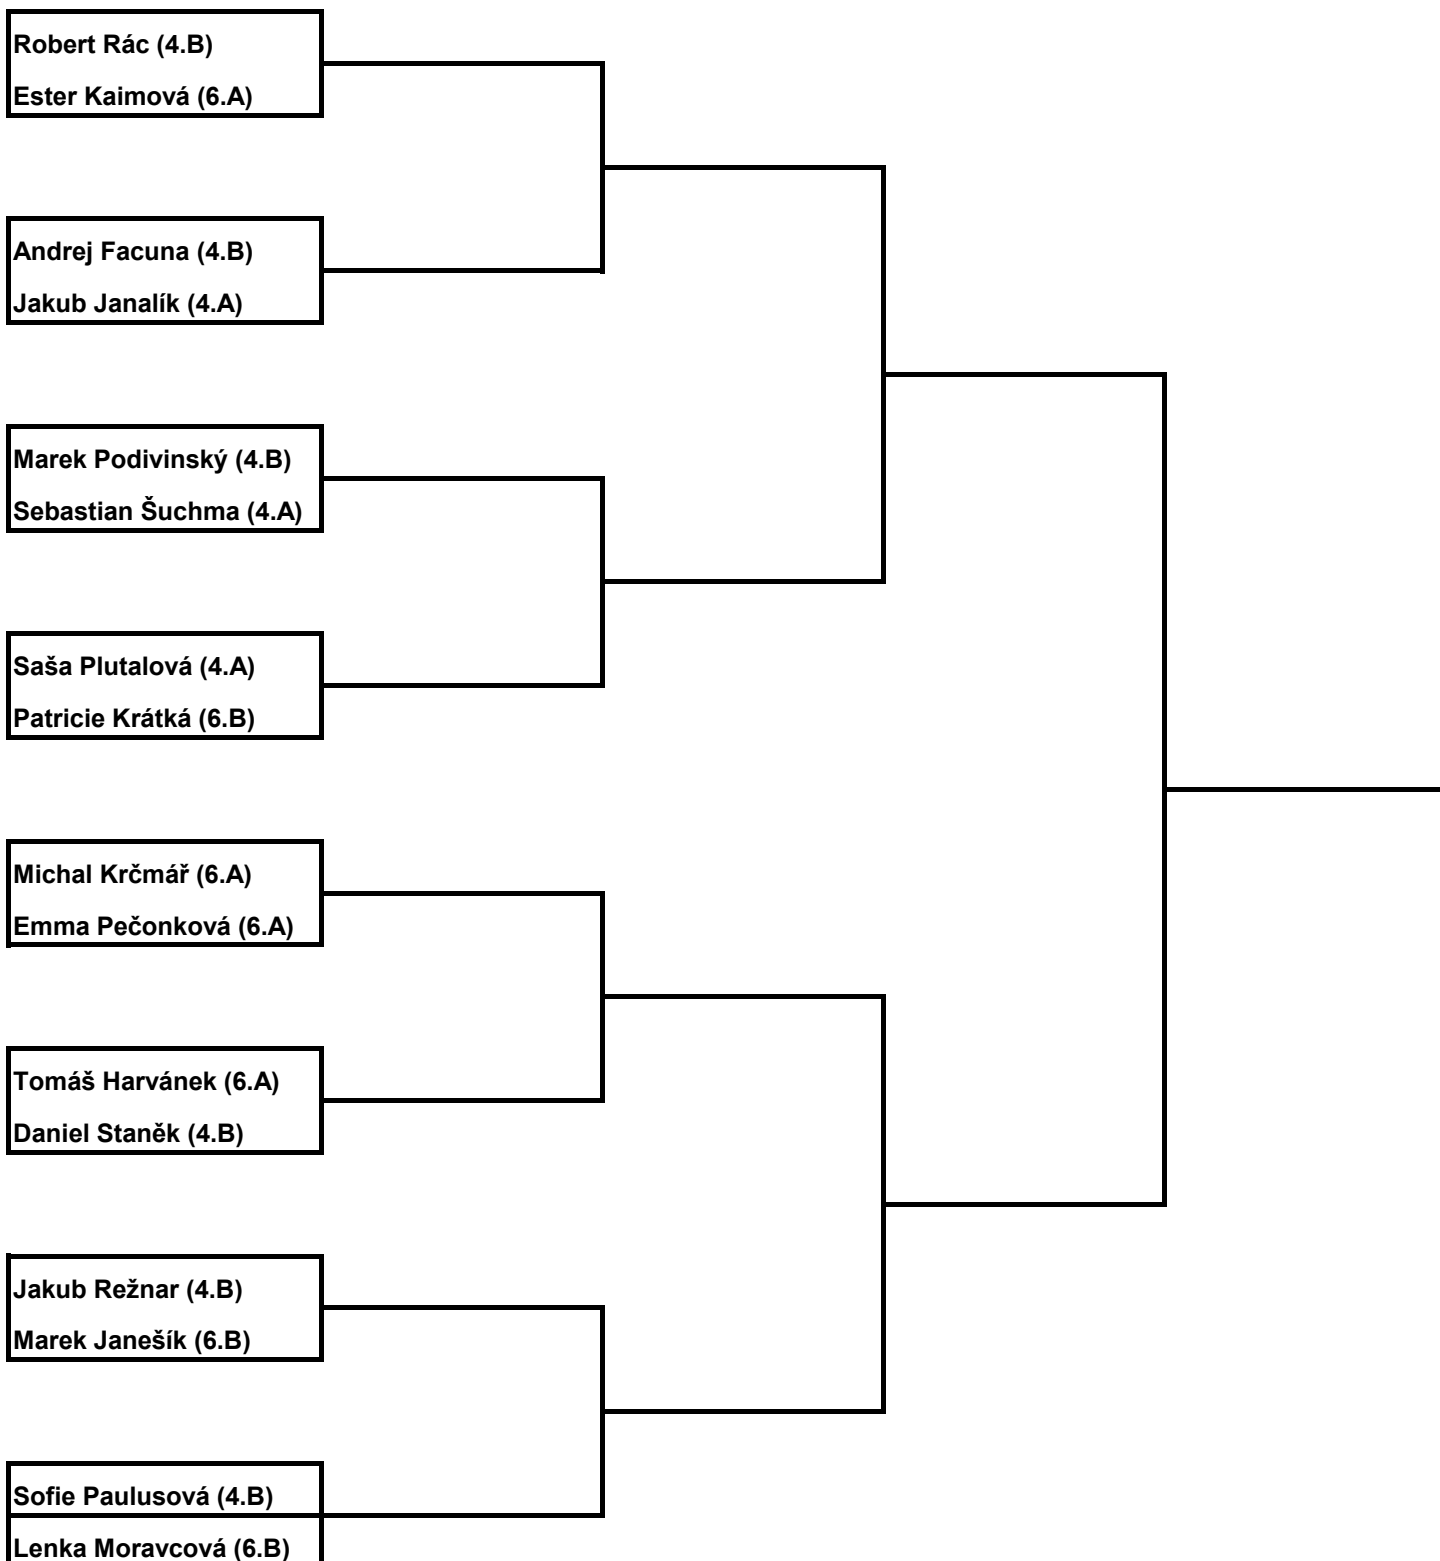 Robert Rác (4.B)
Ester Kaimová (6.A)
Andrej Facuna (4.B)
Jakub Janalík (4.A)
Marek Podivinský (4.B)
Sebastian Šuchma (4.A)
Saša Plutalová (4.A)
Patricie Krátká (6.B)
Michal Krčmář (6.A)
Emma Pečonková (6.A)
Tomáš Harvánek (6.A)
Daniel Staněk (4.B)
Jakub Režnar (4.B)
Marek Janešík (6.B)
Sofie Paulusová (4.B)
Lenka Moravcová (6.B)